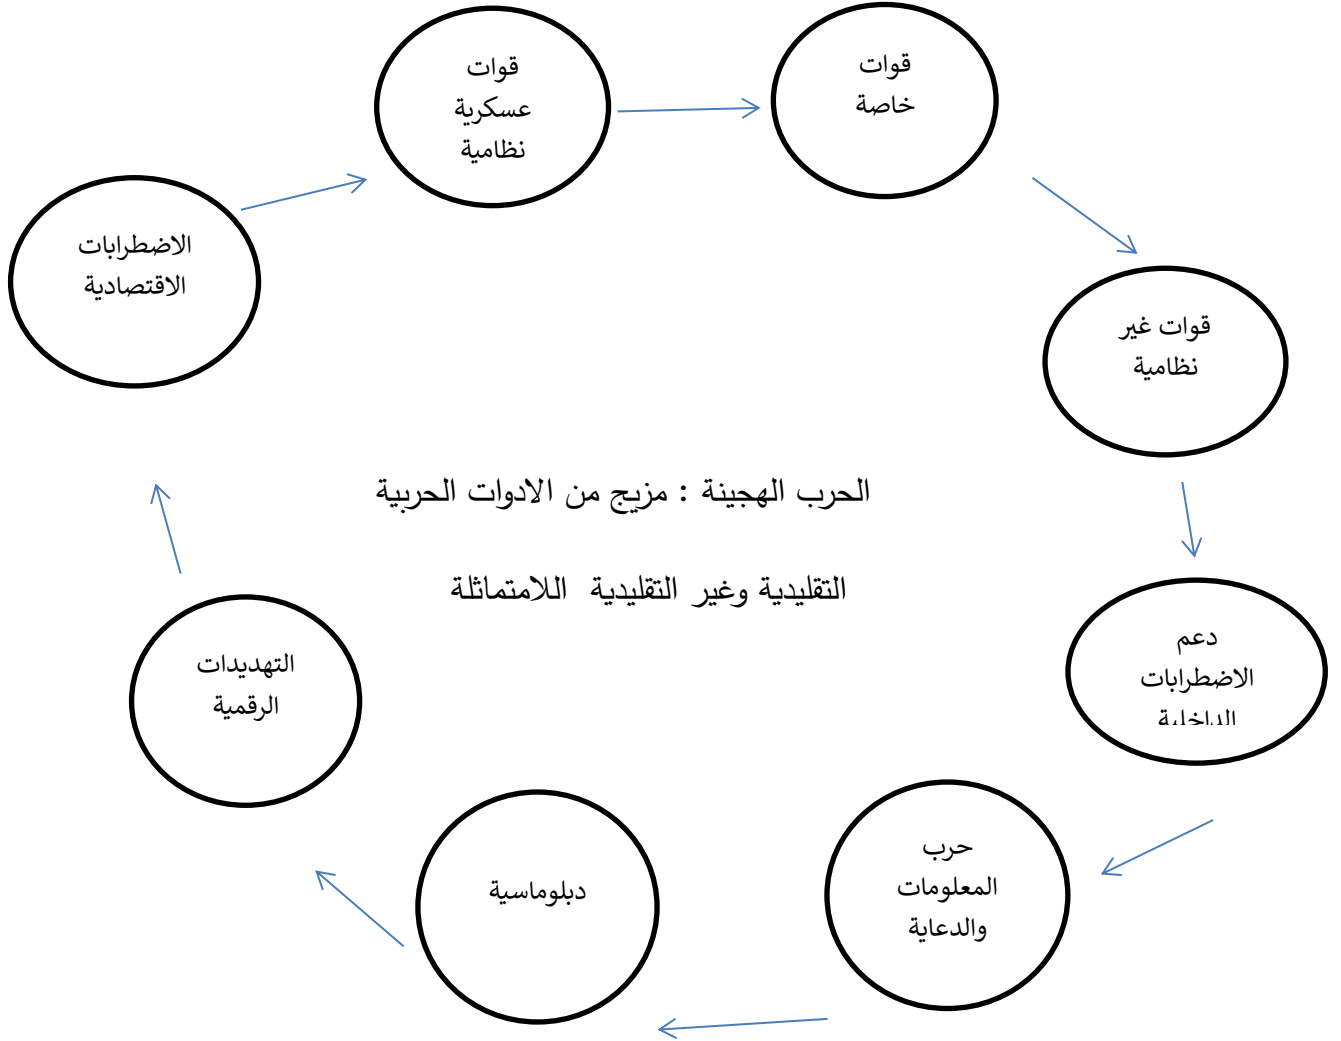 قوات
عسكرية
نظامية
قوات
خاصة
قوات غير
نظامية
دعم
الاضطرابات
الداخلية
حرب
المعلومات
والدعاية
دبلوماسية
التهديدات
الرقمية
الاضطرابات
الاقتصادية
الحرب الهجينة : مزيج من الادوات الحربية
التقليدية وغير التقليدية اللامتماثلة